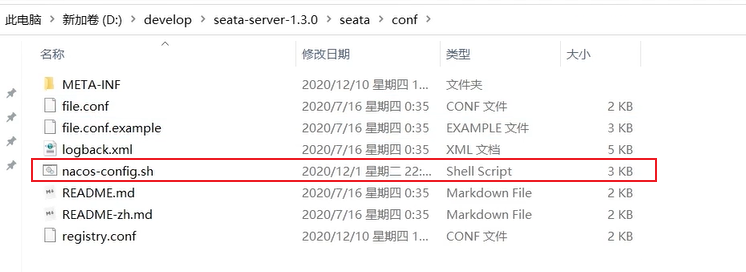 此电脑 › 新加卷 (D:) › develop › seata-server-1.3.0 › seata › conf ›
名称 修改日期 类型 大小
META-INF 2020/12/10 星期四 1... 文件夹
file.conf 2020/7/16 星期四 0:35 CONF 文件 2 KB
file.conf.example 2020/7/16 星期四 0:35 EXAMPLE 文件 3 KB
logback.xml 2020/7/16 星期四 0:35 XML 文档 5 KB
nacos-config.sh 2020/12/1 星期二 22:... Shell Script 3 KB
README.md 2020/7/16 星期四 0:35 Markdown File 2 KB
README-zh.md 2020/7/16 星期四 0:35 Markdown File 2 KB
registry.conf 2020/12/10 星期四 1... CONF 文件 2 KB